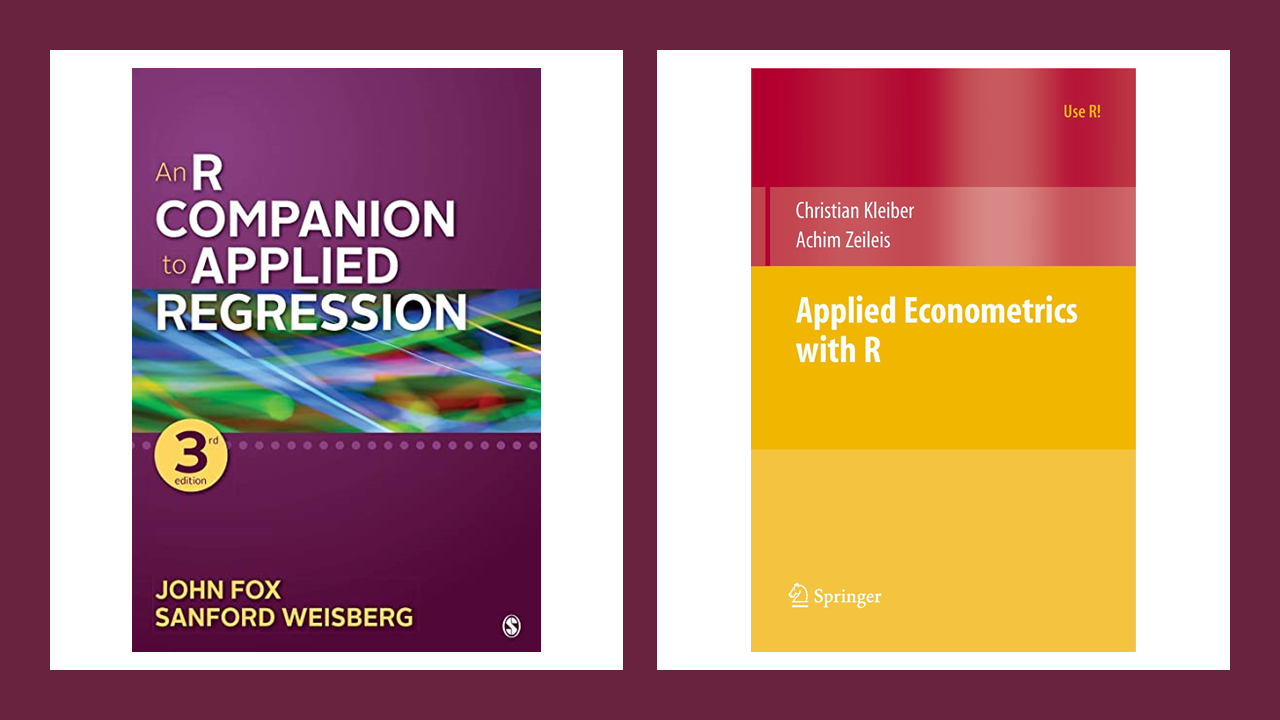 An R
COMPANION
to APPLIED
REGRESSION
3rd
edition
JOHN FOX
SANFORD WEISBERG
S
Use R!
Christian Kleiber
Achim Zeileis
Applied Econometrics
with R
Springer